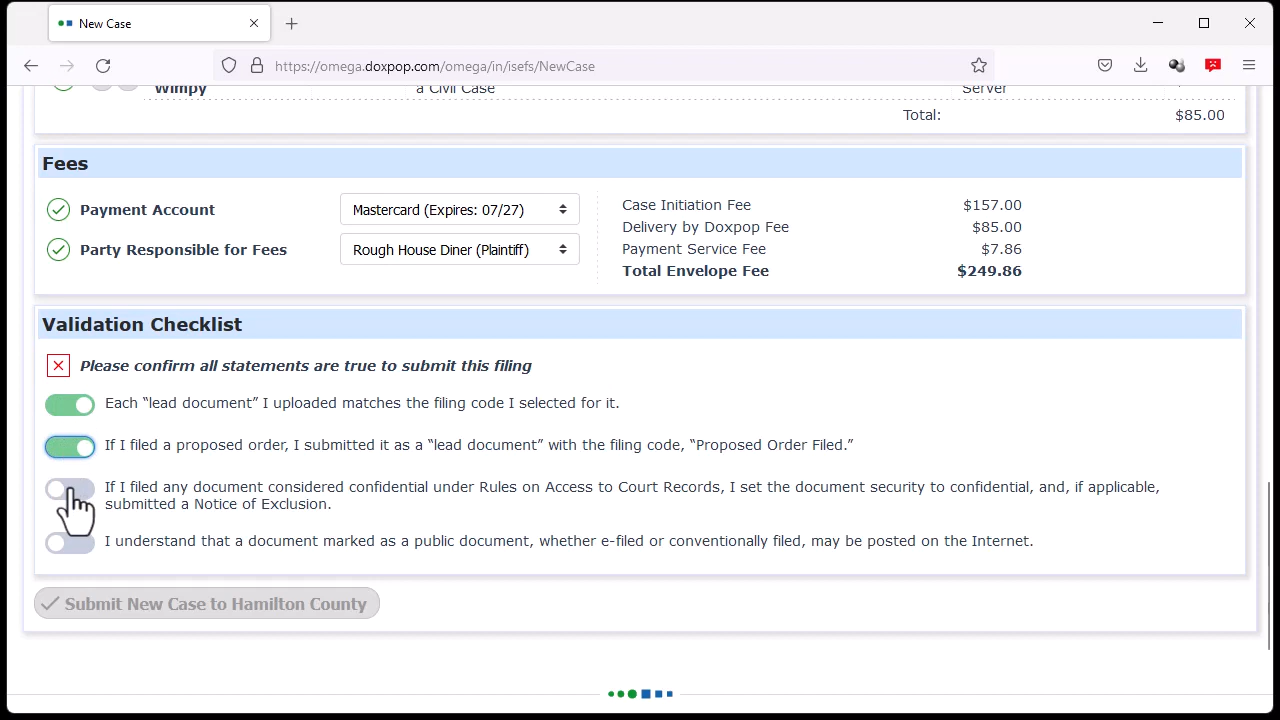 New Case
https://omega.doxpop.com/omega/in/isefs/NewCase
Wimpy a Civil Case Server
Total: $85.00
Fees
Payment Account Mastercard (Expires: 07/27) Case Initiation Fee $157.00
Delivery by Doxpop Fee $85.00
Party Responsible for Fees Rough House Diner (Plaintiff) Payment Service Fee $7.86
Total Envelope Fee $249.86
Validation Checklist
Please confirm all statements are true to submit this filing
Each “lead document” I uploaded matches the filing code I selected for it.
If I filed a proposed order, I submitted it as a “lead document” with the filing code, “Proposed Order Filed.”
If I filed any document considered confidential under Rules on Access to Court Records, I set the document security to confidential, and, if applicable,
submitted a Notice of Exclusion.
I understand that a document marked as a public document, whether e-filed or conventionally filed, may be posted on the Internet.
Submit New Case to Hamilton County